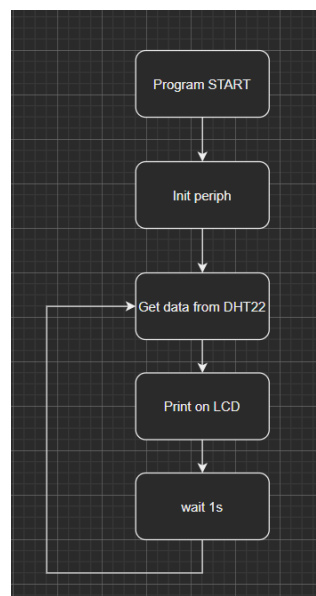 Program START
Init periph
Get data from DHT22
Print on LCD
wait 1s